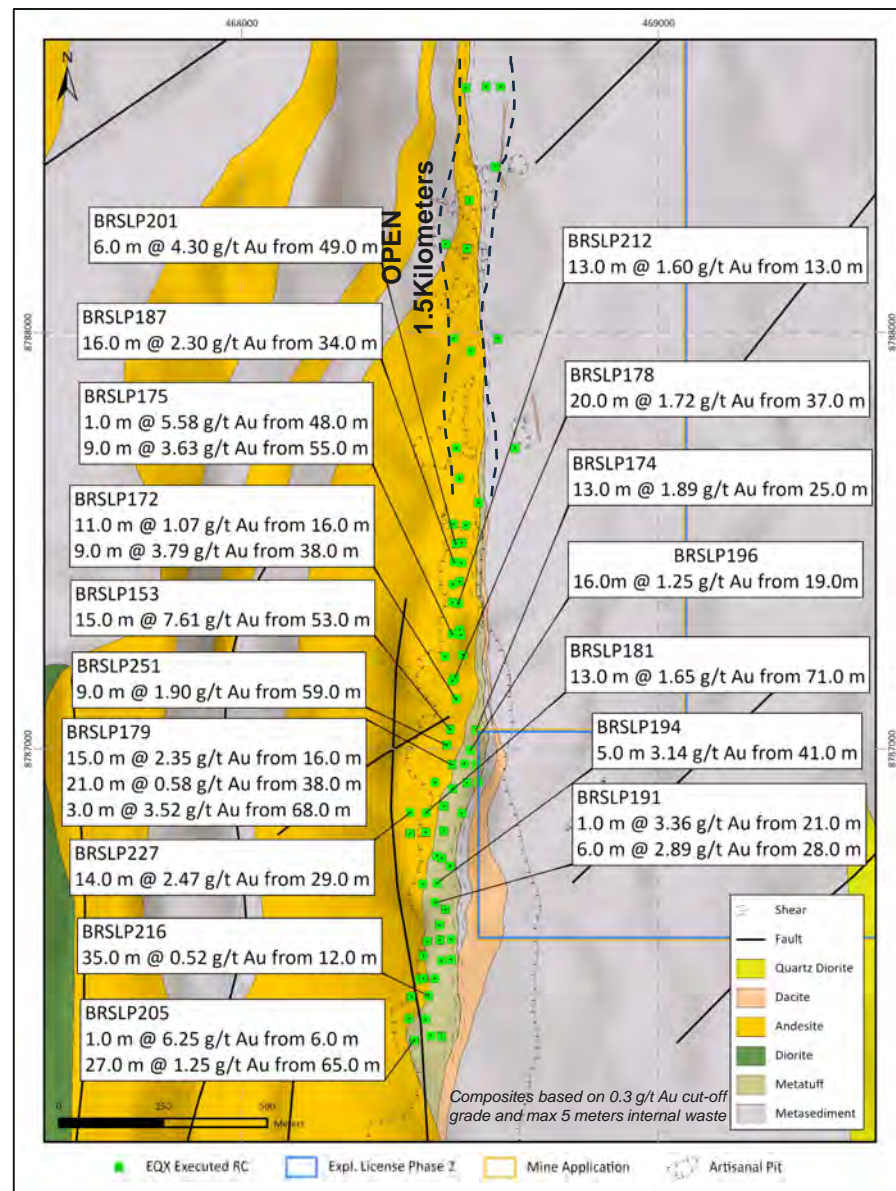 468000
469000
N
BRSLP201
6.0 m @ 4.30 g/t Au from 49.0 m
OPEN
1.5Kilometers
BRSLP212
13.0 m @ 1.60 g/t Au from 13.0 m
8788000
8788000
BRSLP187
16.0 m @ 2.30 g/t Au from 34.0 m
BRSLP178
20.0 m @ 1.72 g/t Au from 37.0 m
BRSLP175
1.0 m @ 5.58 g/t Au from 48.0 m
9.0 m @ 3.63 g/t Au from 55.0 m
BRSLP174
13.0 m @ 1.89 g/t Au from 25.0 m
BRSLP172
11.0 m @ 1.07 g/t Au from 16.0 m
9.0 m @ 3.79 g/t Au from 38.0 m
BRSLP196
16.0m @ 1.25 g/t Au from 19.0m
BRSLP153
15.0 m @ 7.61 g/t Au from 53.0 m
BRSLP181
13.0 m @ 1.65 g/t Au from 71.0 m
BRSLP251
9.0 m @ 1.90 g/t Au from 59.0 m
8787000
8787000
BRSLP179
15.0 m @ 2.35 g/t Au from 16.0 m
21.0 m @ 0.58 g/t Au from 38.0 m
3.0 m @ 3.52 g/t Au from 68.0 m
BRSLP194
5.0 m 3.14 g/t Au from 41.0 m
BRSLP191
1.0 m @ 3.36 g/t Au from 21.0 m
6.0 m @ 2.89 g/t Au from 28.0 m
BRSLP227
14.0 m @ 2.47 g/t Au from 29.0 m
BRSLP216
35.0 m @ 0.52 g/t Au from 12.0 m
BRSLP205
1.0 m @ 6.25 g/t Au from 6.0 m
27.0 m @ 1.25 g/t Au from 65.0 m
Shear
Fault
Quartz Diorite
Dacite
Andesite
Diorite
Metatuff
Metasediment
Composites based on 0.3 g/t Au cut-off
grade and max 5 meters internal waste
0 250 500
Meters
EQX Executed RC
Expl. License Phase 2
Mine Application
Artisanal Pit